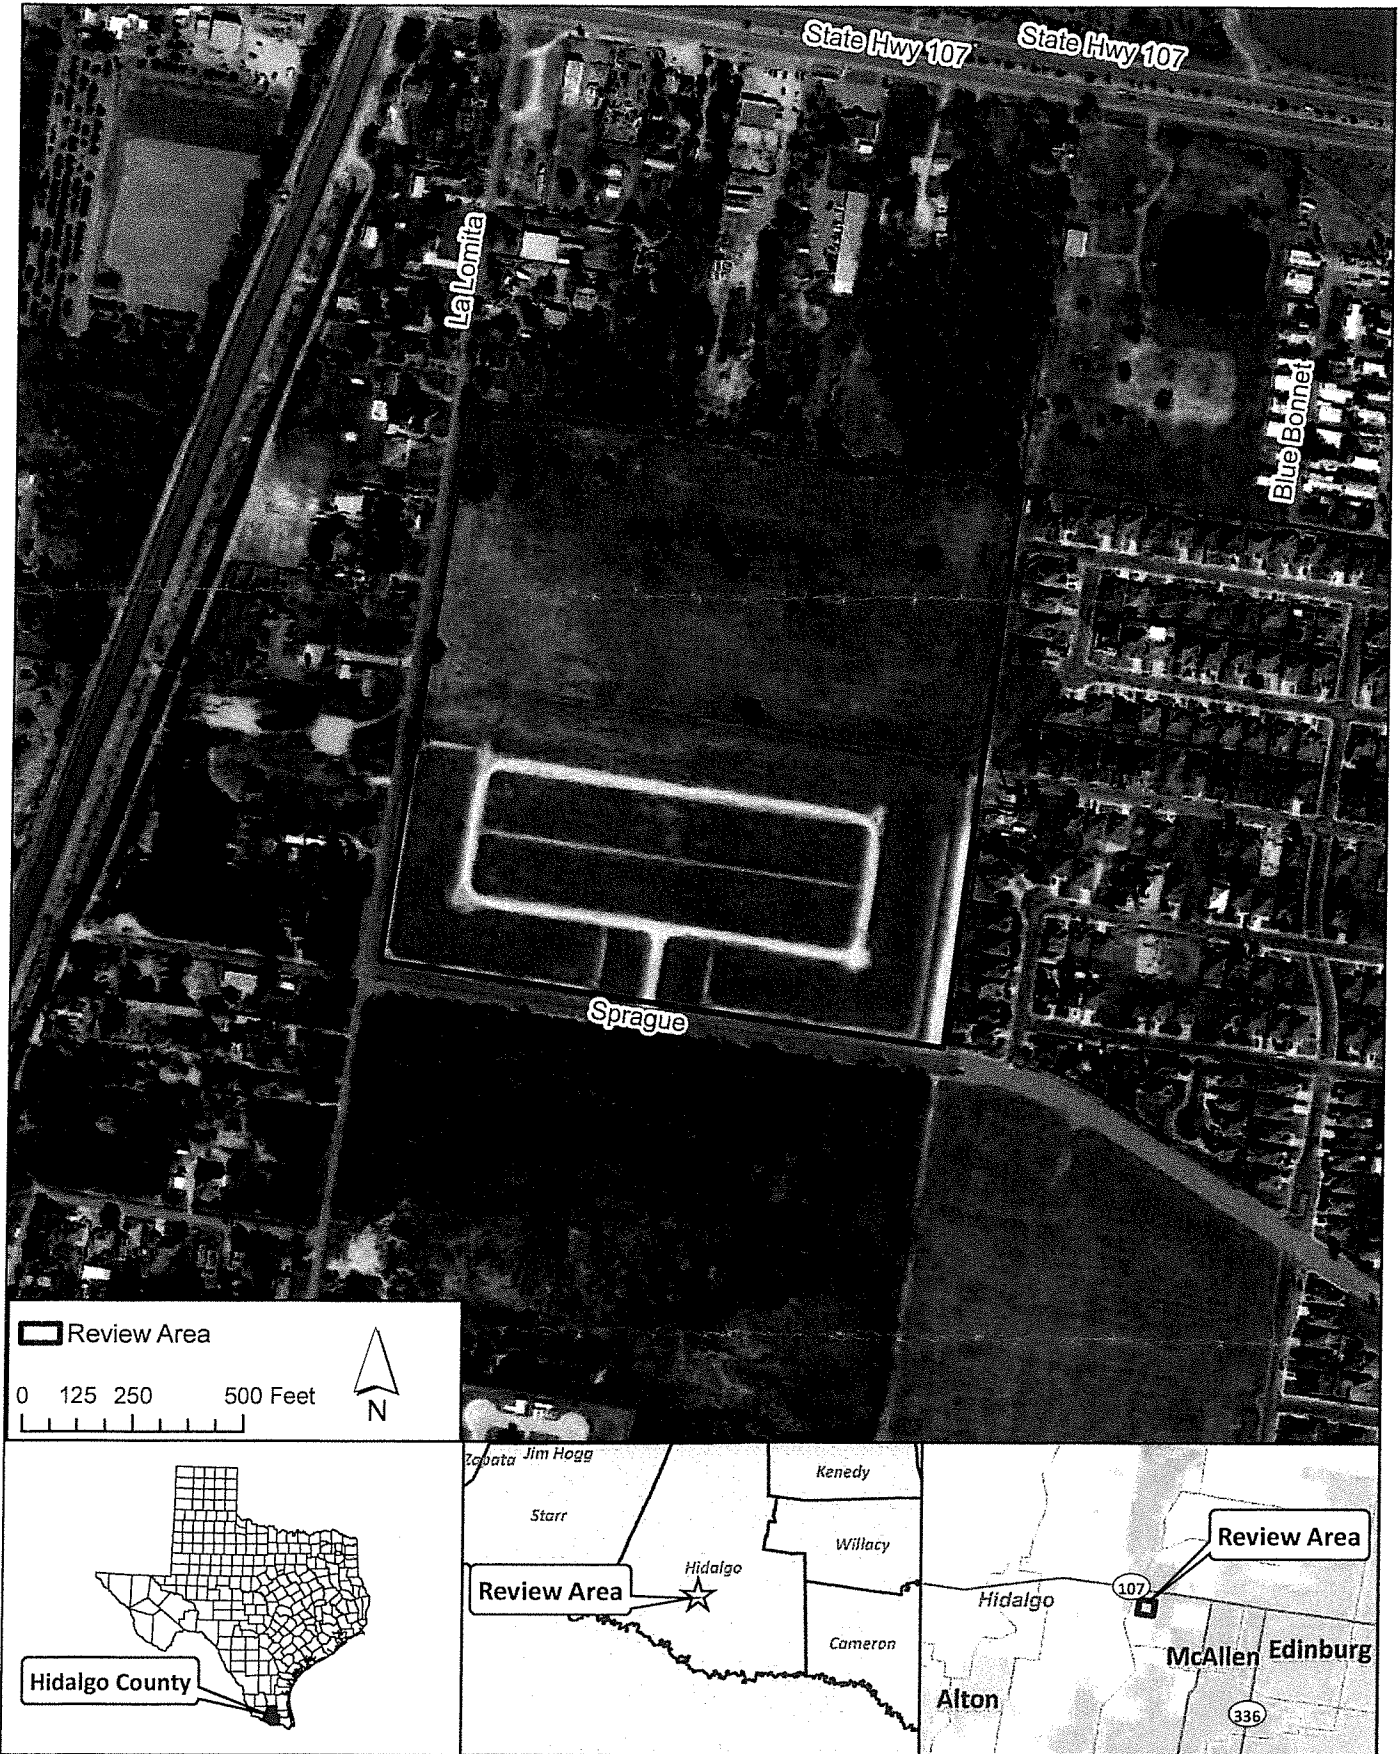 State Hwy 107
State Hwy 107
La Lomita
Blue Bonnet
Sprague
Review Area
0 125 250 500 Feet
N
Hidalgo County
Zapata
Jim Hogg
Starr
Kenedy
Willacy
Hidalgo
Review Area
Cameron
Review Area
107
Hidalgo
McAllen
Edinburg
Alton
336